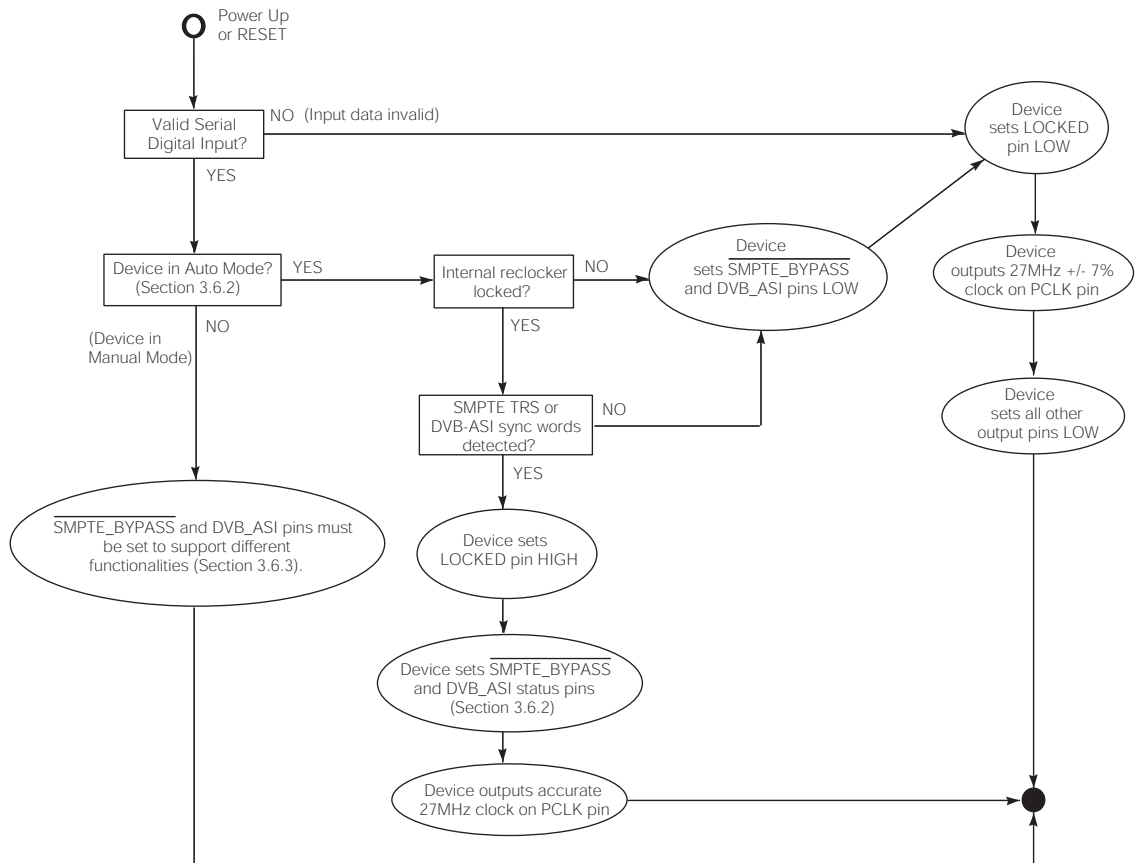 Power Up
or RESET
Valid Serial
Digital Input?
NO (Input data invalid)
YES
Device
sets LOCKED
pin LOW
Device in Auto Mode?
(Section 3.6.2)
YES
NO
(Device in
Manual Mode)
Internal reclocker
locked?
NO
YES
Device
sets SMPTE_BYPASS
and DVB_ASI pins LOW
Device
outputs 27MHz +/- 7%
clock on PCLK pin
SMPTE TRS or
DVB-ASI sync words
detected?
NO
YES
Device
sets all other
output pins LOW
SMPTE_BYPASS and DVB_ASI pins must
be set to support different
functionalities (Section 3.6.3).
Device sets
LOCKED pin HIGH
Device sets SMPTE_BYPASS
and DVB_ASI status pins
(Section 3.6.2)
Device outputs accurate
27MHz clock on PCLK pin